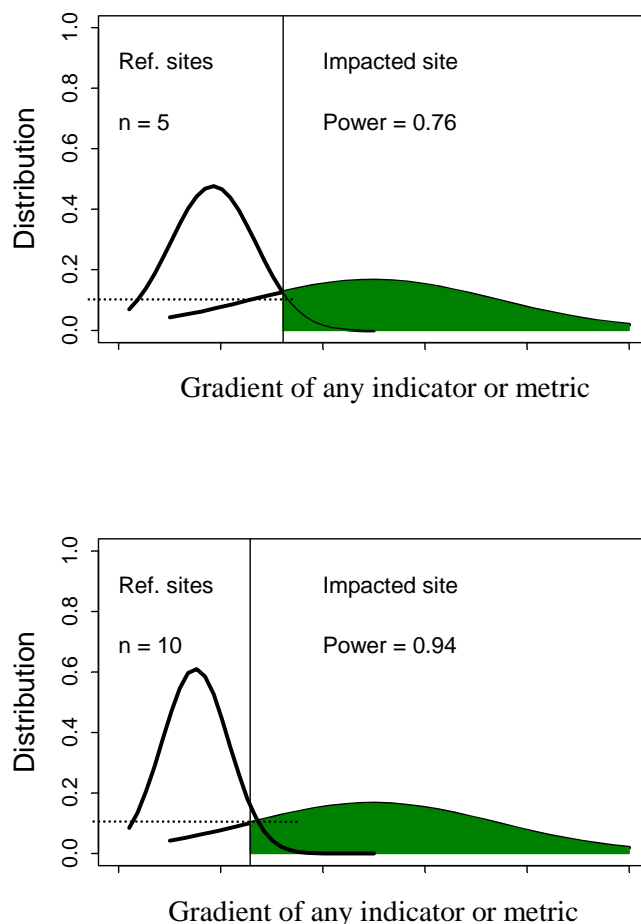 1.0
0.8
0.6
0.4
0.2
0.0
Distribution
Ref. sites
Impacted site
n = 5
Power = 0.76
Gradient of any indicator or metric
1.0
0.8
0.6
0.4
0.2
0.0
Distribution
Ref. sites
Impacted site
n = 10
Power = 0.94
Gradient of any indicator or metric